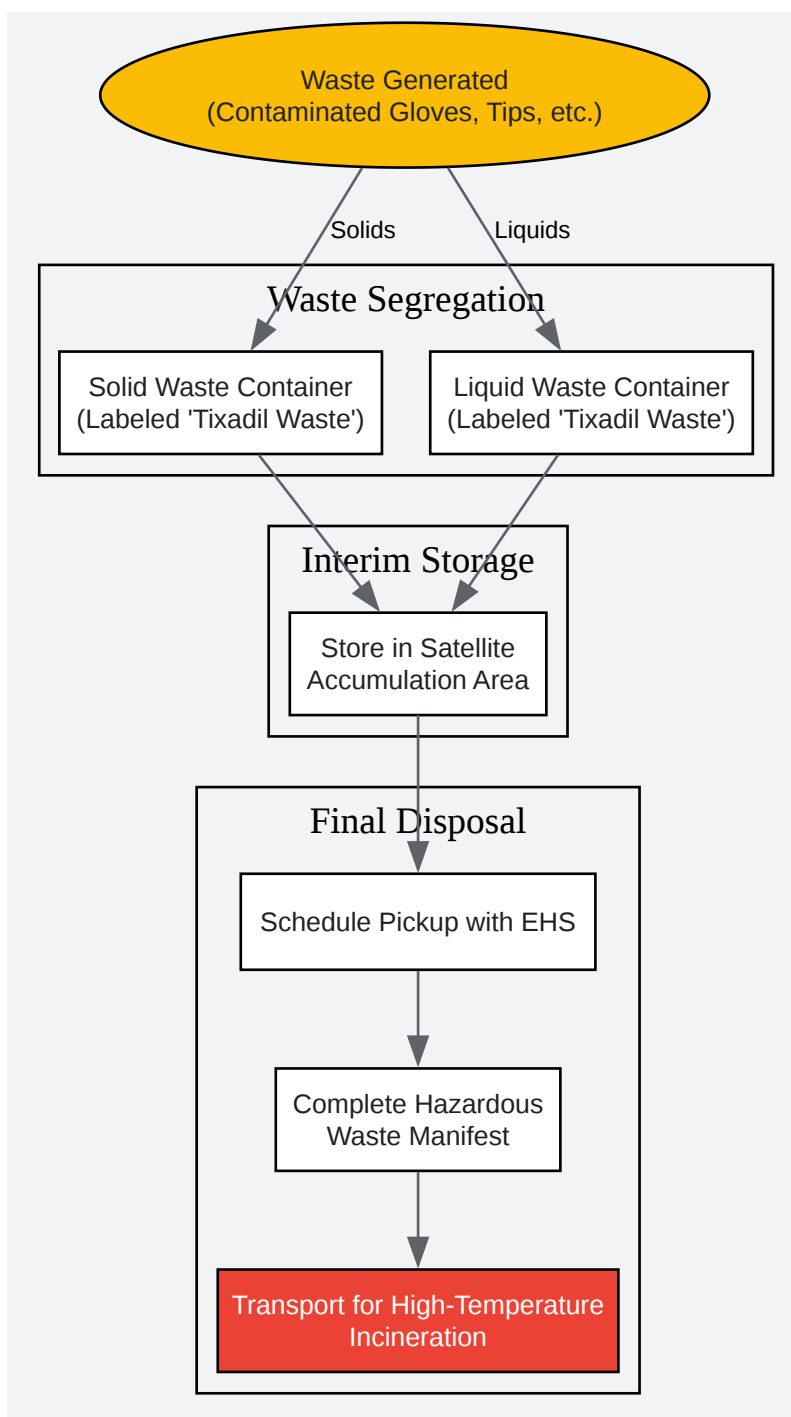 Waste Generated
(Contaminated Gloves, Tips, etc.)
Solids
Liquids
Waste Segregation
Solid Waste Container
(Labeled 'Tixadil Waste')
Liquid Waste Container
(Labeled 'Tixadil Waste')
Interim Storage
Store in Satellite
Accumulation Area
Final Disposal
Schedule Pickup with EHS
Complete Hazardous
Waste Manifest
Transport for High-Temperature
Incineration